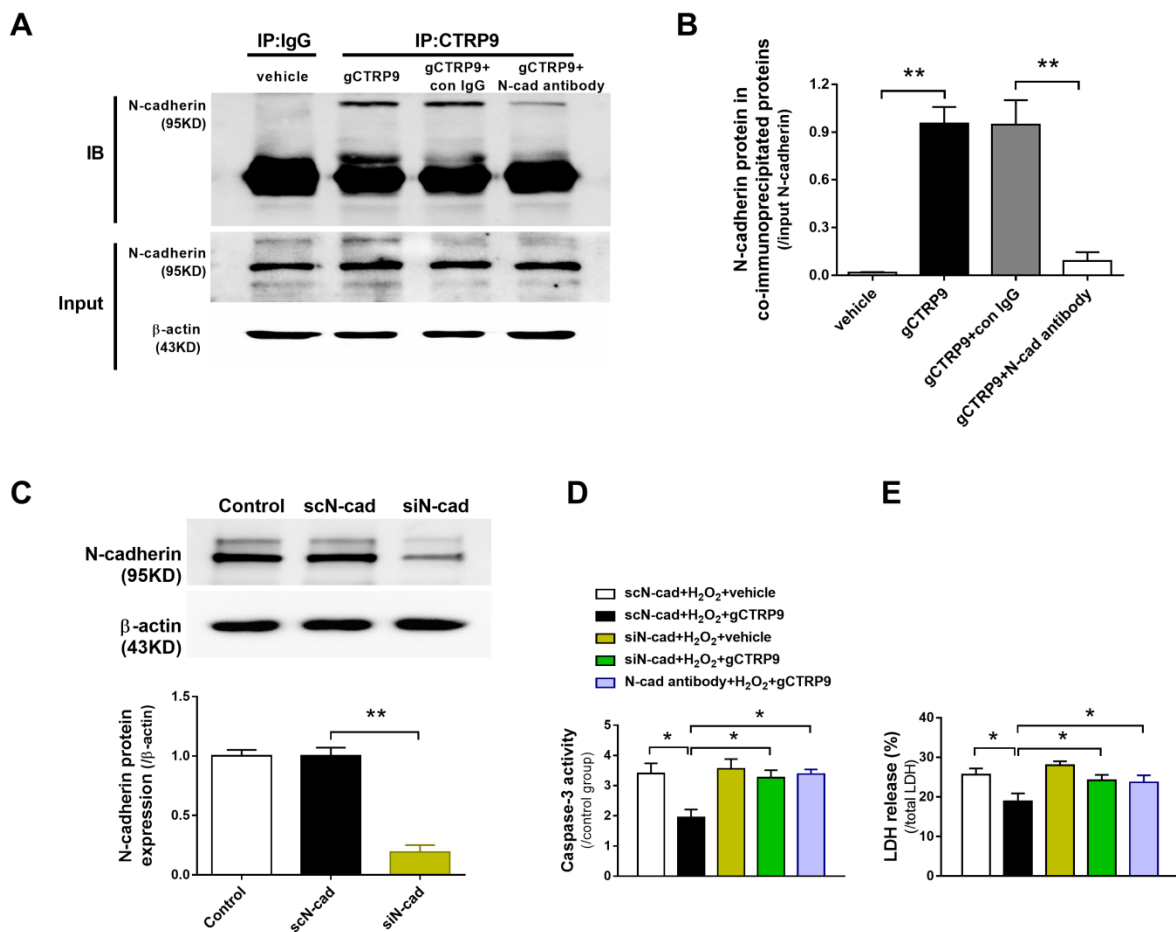 A
IP:IgG
IP:CTRP9
vehicle
gCTRP9
gCTRP9+
con IgG
gCTRP9+
N-cad antibody
IB
N-cadherin
(95KD)
Input
N-cadherin
(95KD)
β-actin
(43KD)
B
N-cadherin protein in
co-immunoprecipitated proteins
(/input N-cadherin)
1.2
0.9
0.6
0.3
0.0
**
**
vehicle
gCTRP9
gCTRP9+con IgG
gCTRP9+N-cad antibody
C
Control
scN-cad
siN-cad
N-cadherin
(95KD)
β-actin
(43KD)
N-cadherin protein
expression (/β-actin)
1.5
1.0
0.5
0.0
**
Control
scN-cad
siN-cad
D
scN-cad+H₂O₂+vehicle
scN-cad+H₂O₂+gCTRP9
siN-cad+H₂O₂+vehicle
siN-cad+H₂O₂+gCTRP9
N-cad antibody+H₂O₂+gCTRP9
Caspase-3 activity
(/control group)
5
4
3
2
1
0
*
*
*
E
LDH release (%)
(/total LDH)
40
30
20
10
0
*
*
*